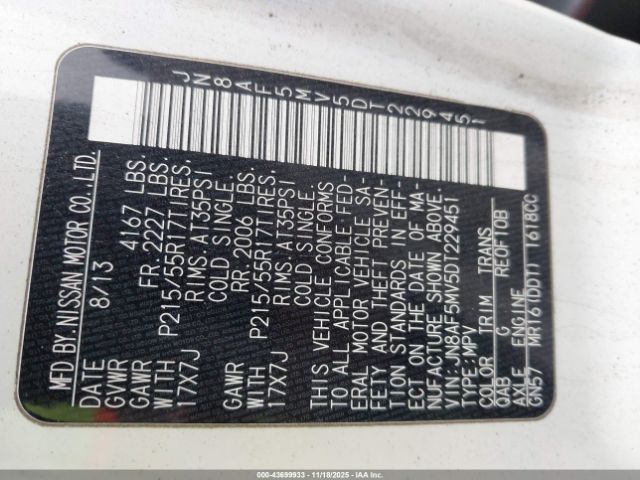 JN8AF5MV5DT229451
MFD BY:NISSAN MOTOR CO.,LTD.
DATE 8/13
GVWR 4167 LBS.
GAWR FR 2227 LBS.
WITH P215/55R17TIRES,
17X7J RIMS, AT35PSI
COLD SINGLE.
GAWR RR 2006 LBS.
WITH P215/55R17TIRES,
17X7J RIMS, AT35PSI
COLD SINGLE.
THIS VEHICLE CONFORMS
TO ALL APPLICABLE FED-
ERAL MOTOR VEHICLE SA-
FETY AND THEFT PREVEN-
TION STANDARDS IN EFF-
ECT ON THE DATE OF MA-
NUFACTURE SHOWN ABOVE.
VIN:JN8AF5MV5DT229451
TYPE:MPV
COLOR TRIM TRANS
QAB G RE0F10B
AXLE ENGINE
GN57 MR16(DDT) 1618CC
000-43699933 - 11/18/2025 - IAA Inc.